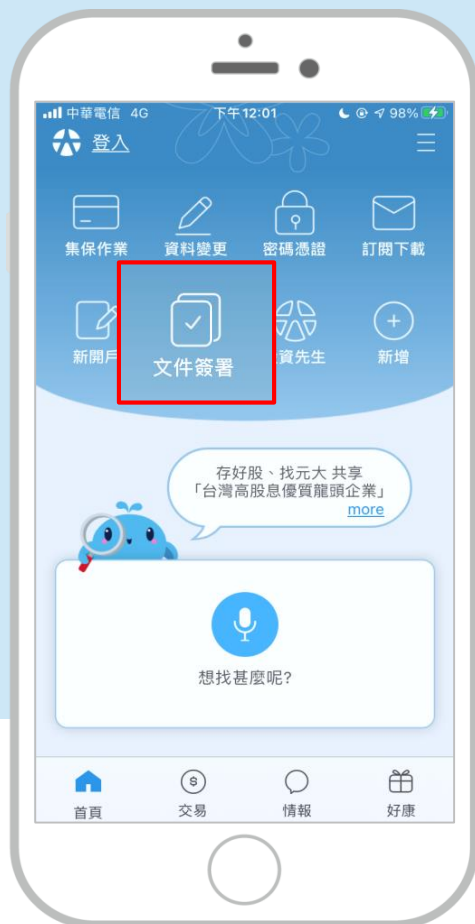 中華電信 4G 下午12:01 98%
登入
集保作業 資料變更 密碼憑證 訂閱下載
新開戶 文件簽署 資先生 新增
存好股、找元大 共享
「台灣高股息優質龍頭企業」
more
想找甚麼呢?
首頁 交易 情報 好康